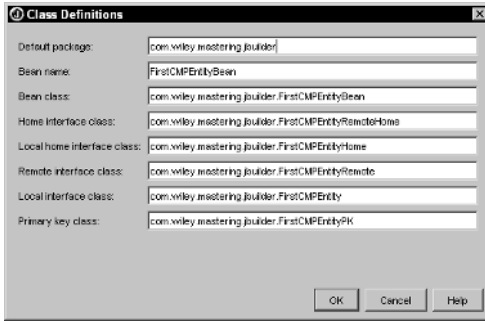 Class Definitions
Default package: com.wiley.mastering.jbuilder
Bean name: FirstCMPEntityBean
Bean class: com.wiley.mastering.jbuilder.FirstCMPEntityBean
Home interface class: com.wiley.mastering.jbuilder.FirstCMPEntityRemoteHome
Local home interface class: com.wiley.mastering.jbuilder.FirstCMPEntityHome
Remote interface class: com.wiley.mastering.jbuilder.FirstCMPEntityRemote
Local interface class: com.wiley.mastering.jbuilder.FirstCMPEntity
Primary key class: com.wiley.mastering.jbuilder.FirstCMPEntityPK
OK Cancel Help